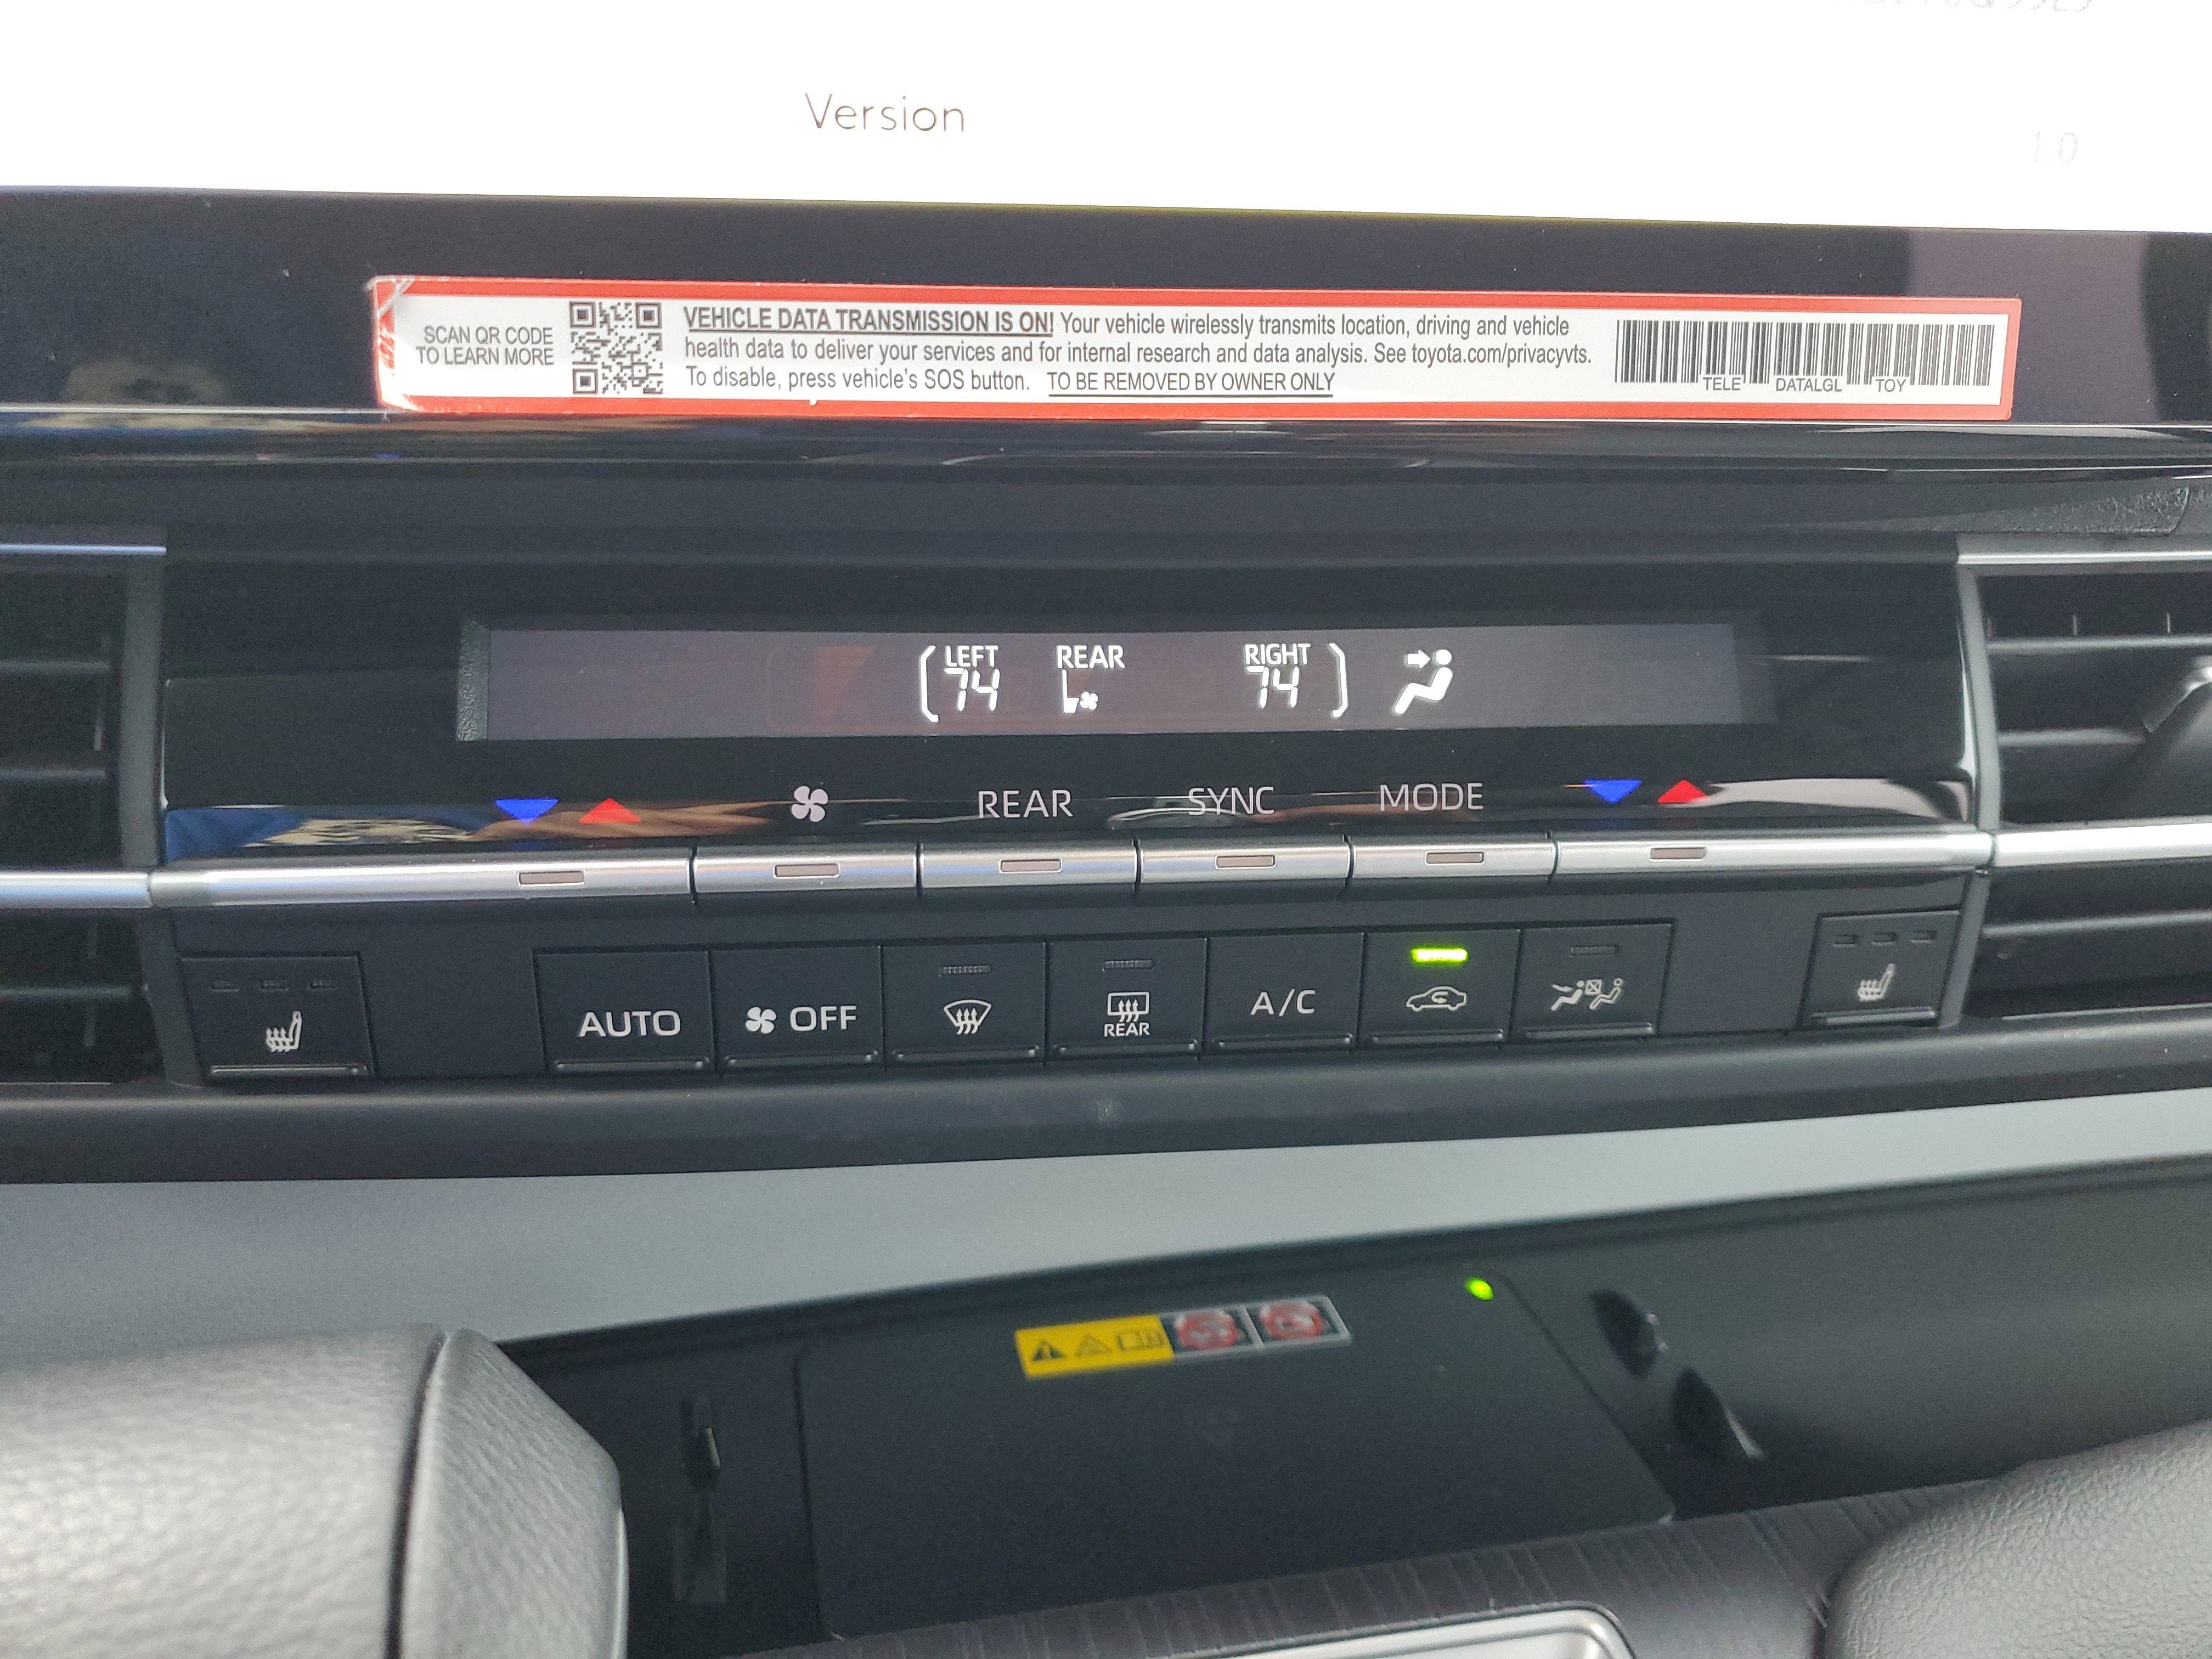 Version
1.0
SCAN QR CODE
TO LEARN MORE
VEHICLE DATA TRANSMISSION IS ON! Your vehicle wirelessly transmits location, driving and vehicle
health data to deliver your services and for internal research and data analysis. See toyota.com/privacyvts.
To disable, press vehicle's SOS button. TO BE REMOVED BY OWNER ONLY
TELE DATALGL TOY
LEFT REAR RIGHT
74 74
REAR SYNC MODE
AUTO OFF REAR A/C